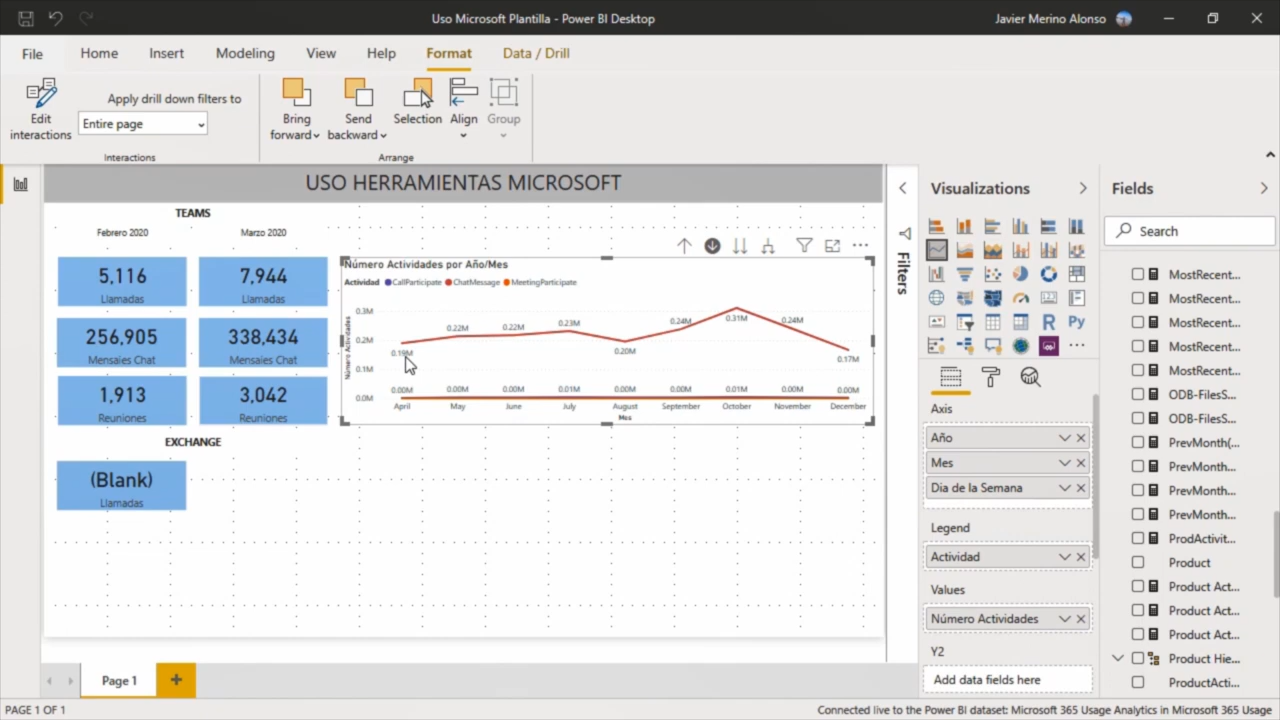 Uso Microsoft Plantilla - Power BI Desktop
Javier Merino Alonso
File Home Insert Modeling View Help Format Data / Drill
Edit interactions
Apply drill down filters to
Entire page
Interactions
Bring forward
Send backward
Selection
Align
Group
Arrange
USO HERRAMIENTAS MICROSOFT
TEAMS
Febrero 2020 Marzo 2020
5,116
Llamadas
7,944
Llamadas
256,905
Mensajes Chat
338,434
Mensajes Chat
1,913
Reuniones
3,042
Reuniones
EXCHANGE
(Blank)
Llamadas
Número Actividades por Año/Mes
Actividad CallParticipate ChatMessage MeetingParticipate
Número Actividades
0.3M
0.2M
0.1M
0.0M
0.19M 0.22M 0.22M 0.23M 0.20M 0.24M 0.31M 0.24M 0.17M
0.00M 0.00M 0.00M 0.01M 0.00M 0.00M 0.01M 0.00M 0.00M
April May June July August September October November December
Mes
Filters
Visualizations
R Py
Axis
Año
Mes
Dia de la Semana
Legend
Actividad
Values
Número Actividades
Y2
Add data fields here
Fields
Search
MostRecent...
MostRecent...
MostRecent...
MostRecent...
MostRecent...
ODB-FilesS...
ODB-FilesS...
PrevMonth(...
PrevMonth...
PrevMonth...
PrevMonth...
ProdActivit...
Product
Product Act...
Product Act...
Product Act...
Product Hie...
ProductActi...
Page 1
PAGE 1 OF 1
Connected live to the Power BI dataset: Microsoft 365 Usage Analytics in Microsoft 365 Usage